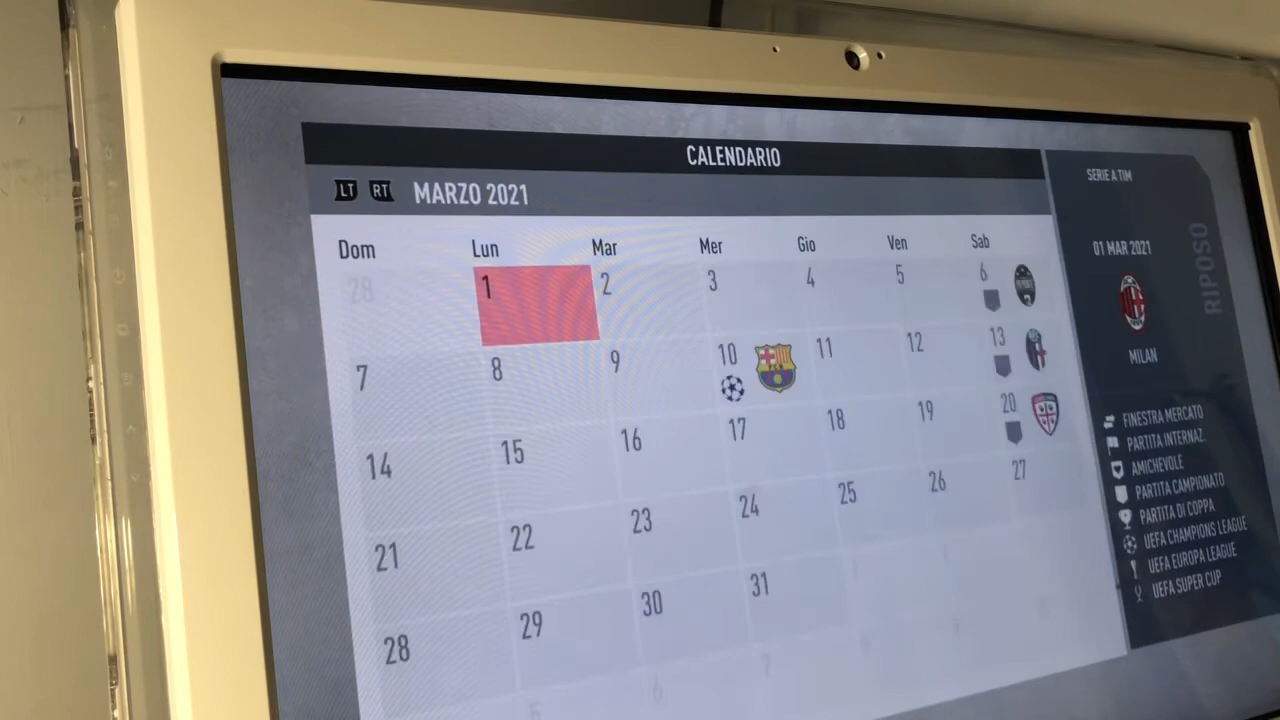 CALENDARIO
LT RT MARZO 2021
Dom Lun Mar Mer Gio Ven Sab
28 1 2 3 4 5 6
7 8 9 10 11 12 13
14 15 16 17 18 19 20
21 22 23 24 25 26 27
28 29 30 31
5 6 7
SERIE A TIM
RIPOSO
01 MAR 2021
MILAN
FINESTRA MERCATO
PARTITA INTERNAZ.
AMICHEVOLE
PARTITA CAMPIONATO
PARTITA DI COPPA
UEFA CHAMPIONS LEAGUE
UEFA EUROPA LEAGUE
UEFA SUPER CUP